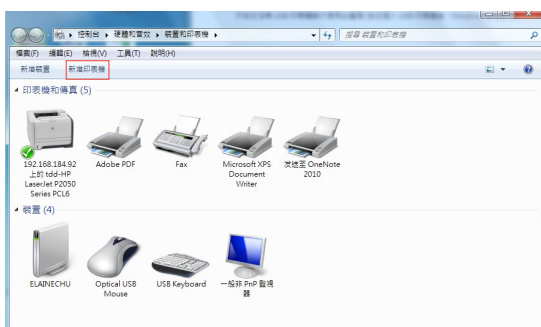 控制台 ▸ 硬體和音效 ▸ 裝置和印表機 ▸
搜尋 裝置和印表機
檔案(F) 編輯(E) 檢視(V) 工具(T) 說明(H)
新增裝置 新增印表機
印表機和傳真 (5)
192.168.184.92
上的 tdd-HP
LaserJet P2050
Series PCL6
Adobe PDF
Fax
Microsoft XPS
Document
Writer
发送至 OneNote
2010
裝置 (4)
ELAINECHU
Optical USB
Mouse
USB Keyboard
一般非 PnP 監視
器